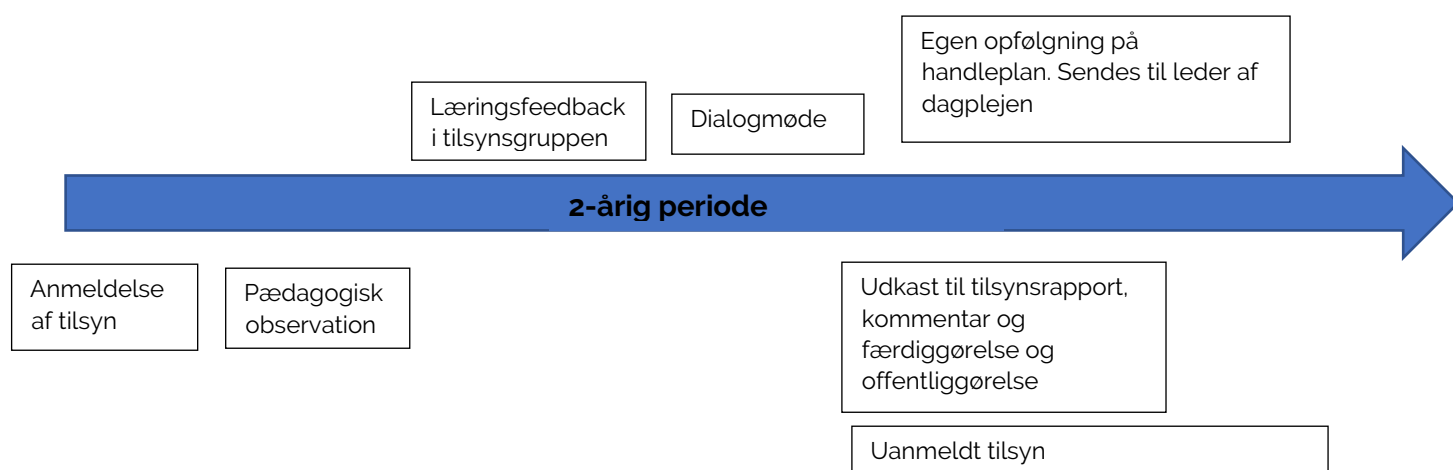 Egen opfølgning på
handleplan. Sendes til leder af
dagplejen
Læringsfeedback
i tilsynsgruppen
Dialogmøde
2-årig periode
Anmeldelse
af tilsyn
Pædagogisk
observation
Udkast til tilsynsrapport,
kommentar og
færdiggørelse og
offentliggørelse
Uanmeldt tilsyn